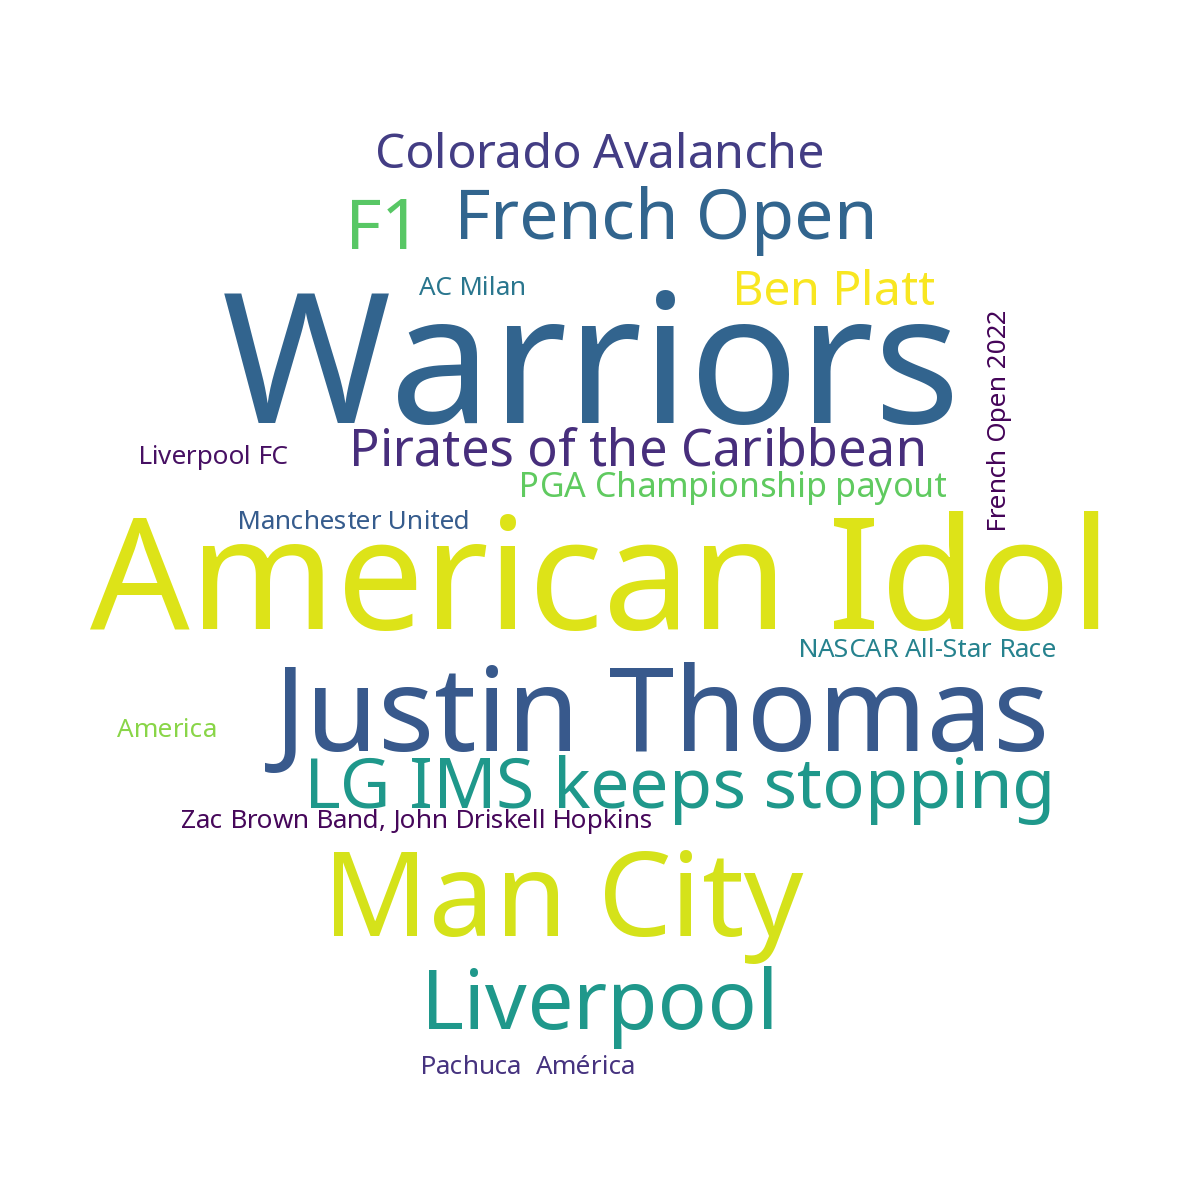 Colorado Avalanche
F1
French Open
AC Milan
Ben Platt
Warriors
French Open 2022
Liverpool FC
Pirates of the Caribbean
PGA Championship payout
Manchester United
American Idol
NASCAR All-Star Race
Justin Thomas
America
LG IMS keeps stopping
Zac Brown Band, John Driskell Hopkins
Man City
Liverpool
Pachuca América